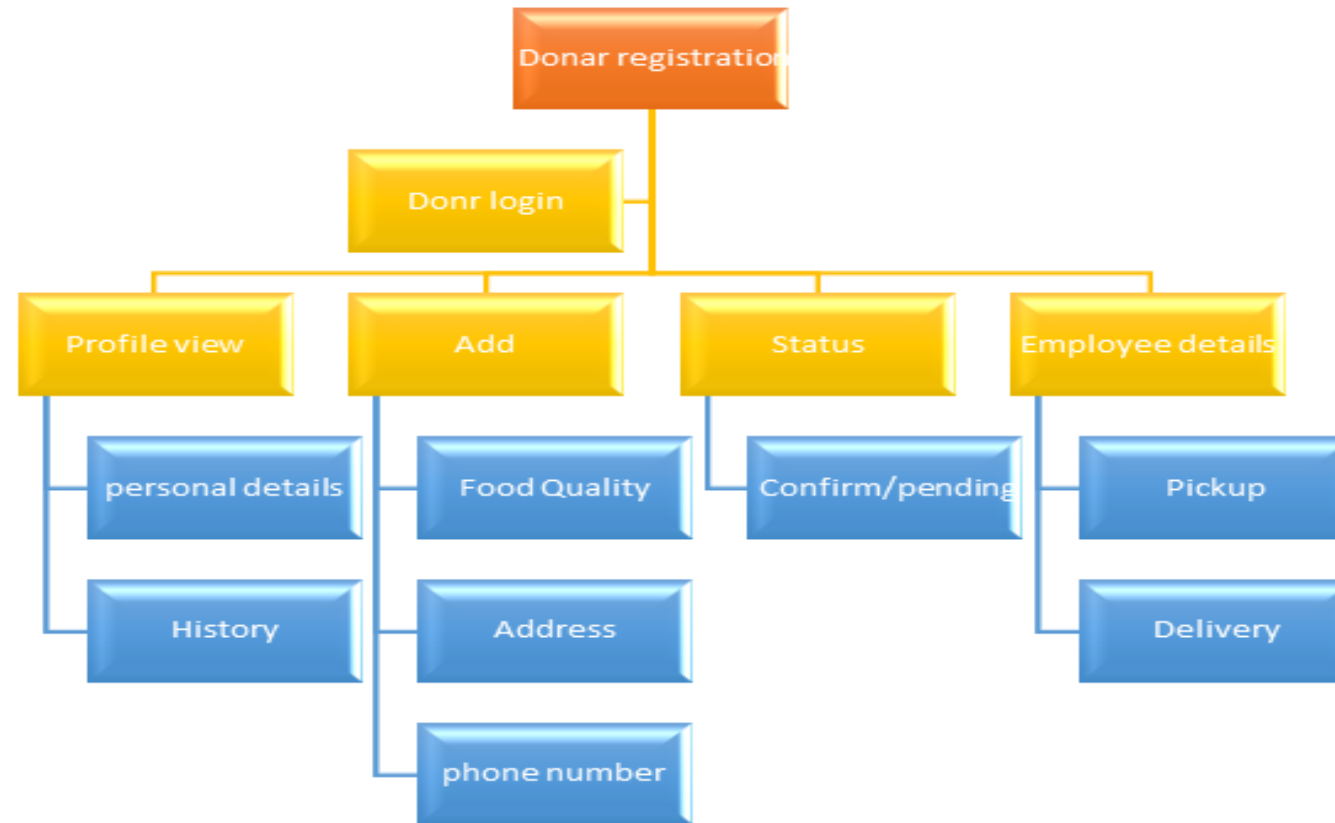 Donar registration
Donr login
Profile view
Add
Status
Employee details
personal details
Food Quality
Confirm/pending
Pickup
History
Address
Delivery
phone number